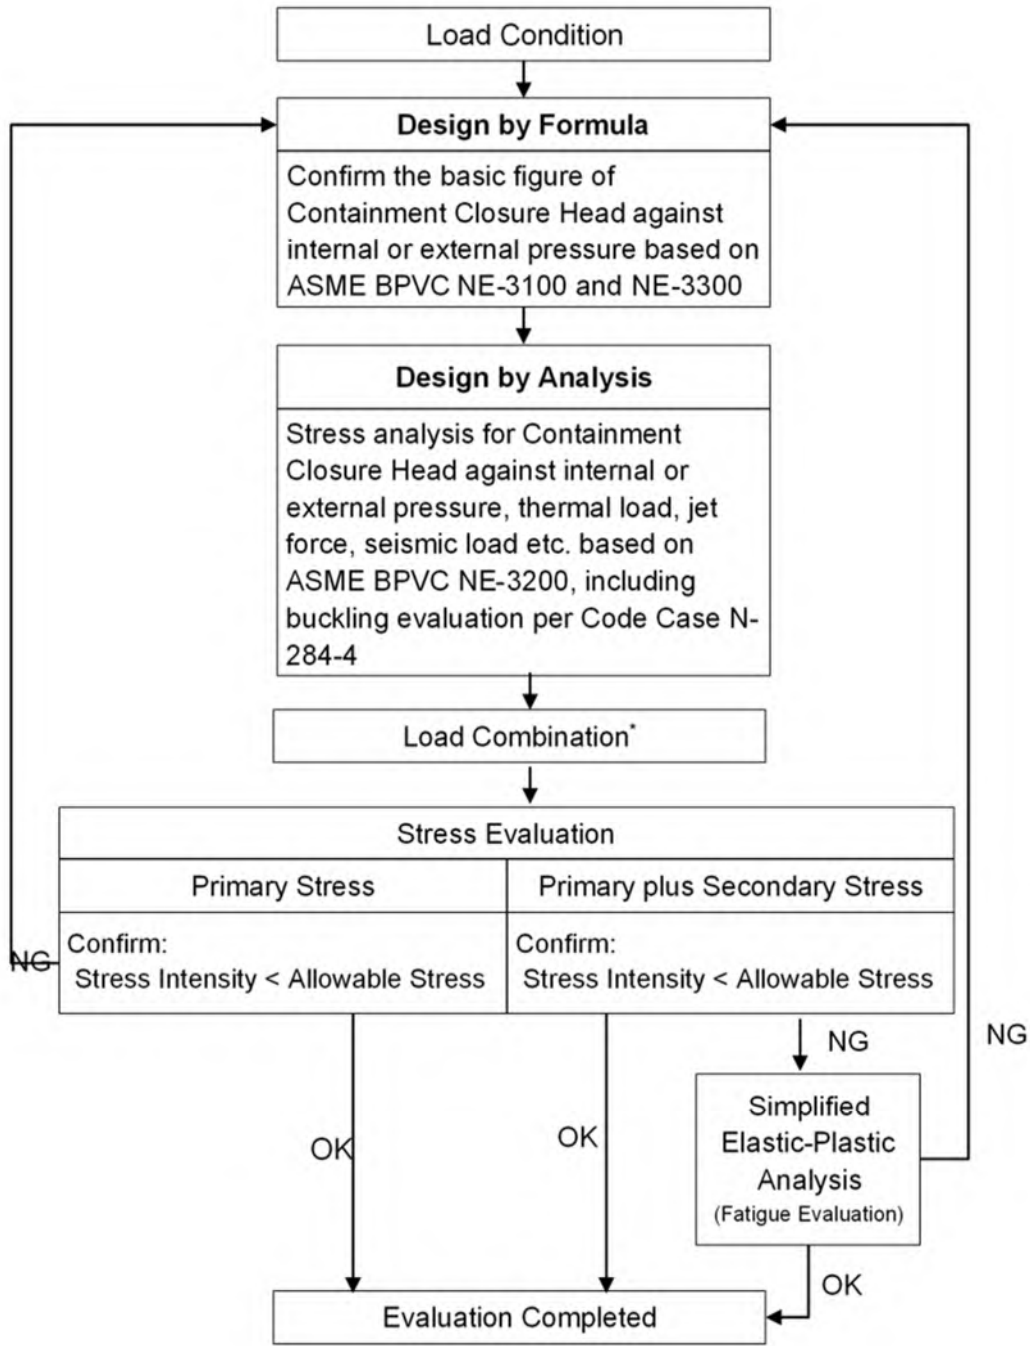 Load Condition
Design by Formula
Confirm the basic figure of
Containment Closure Head against
internal or external pressure based on
ASME BPVC NE-3100 and NE-3300
Design by Analysis
Stress analysis for Containment
Closure Head against internal or
external pressure, thermal load, jet
force, seismic load etc. based on
ASME BPVC NE-3200, including
buckling evaluation per Code Case N-
284-4
Load Combination*
Stress Evaluation
Primary Stress
Primary plus Secondary Stress
Confirm:
Stress Intensity < Allowable Stress
Confirm:
Stress Intensity < Allowable Stress
NG
NG
NG
Simplified
Elastic-Plastic
Analysis
(Fatigue Evaluation)
OK
OK
OK
Evaluation Completed